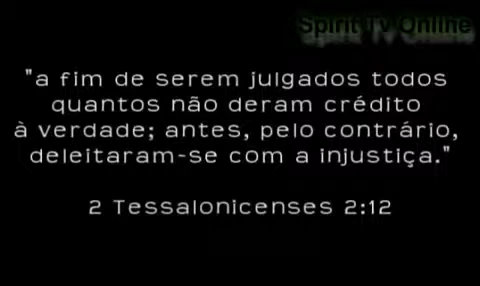 Spirit Tv Online
"a fim de serem julgados todos
quantos não deram crédito
à verdade; antes, pelo contrário,
deleitaram-se com a injustiça."
2 Tessalonicenses 2:12